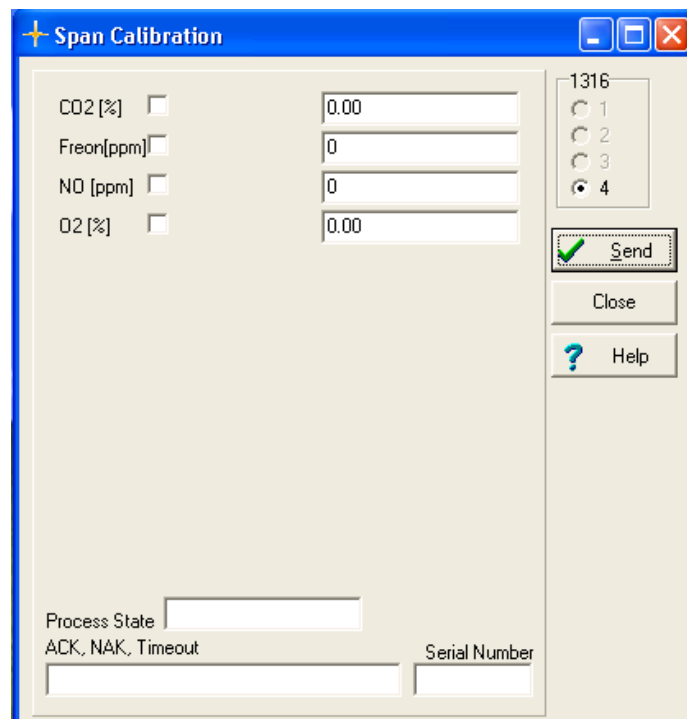 Span Calibration
CO2 [%] 0.00
Freon[ppm] 0
NO [ppm] 0
O2 [%] 0.00
1316
1
2
3
4
Send
Close
? Help
Process State
ACK, NAK, Timeout
Serial Number